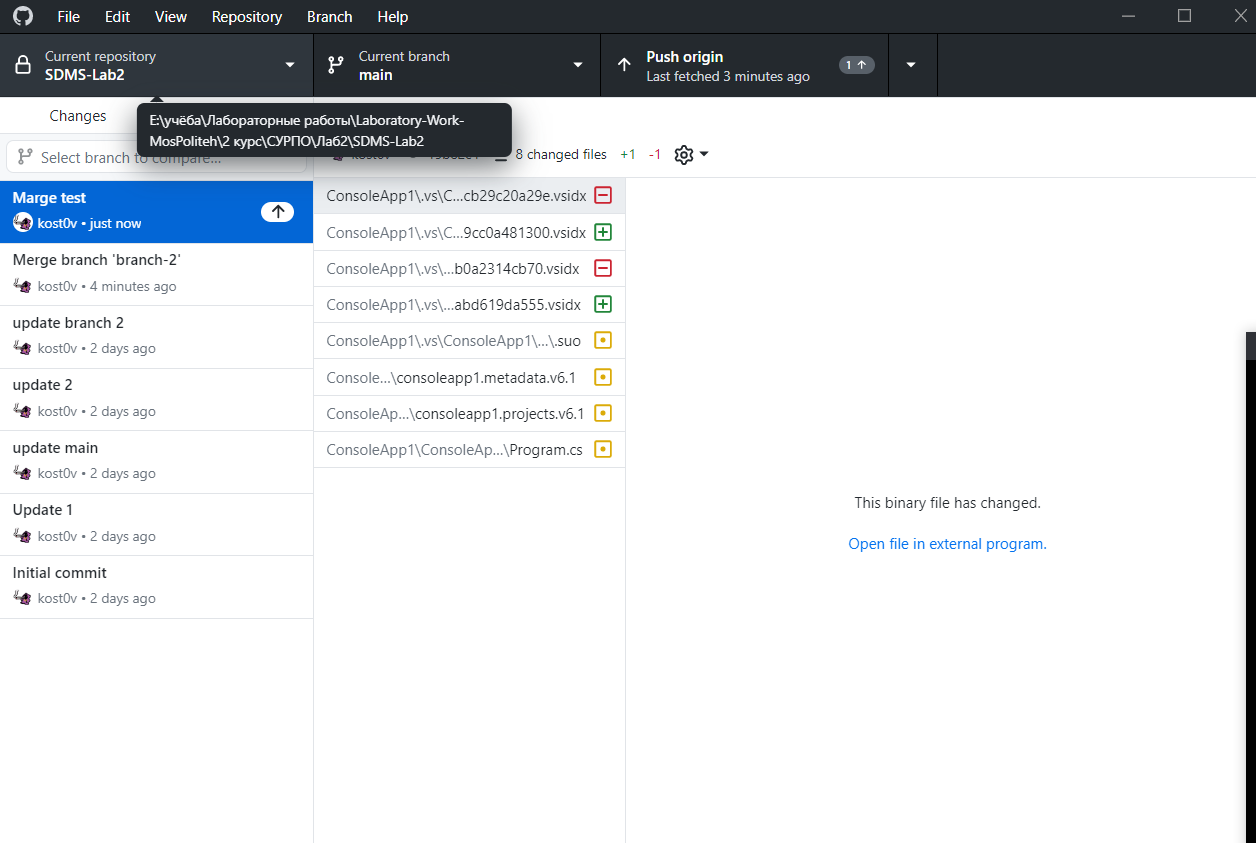 File Edit View Repository Branch Help
Current repository
SDMS-Lab2
Current branch
main
Push origin
Last fetched 3 minutes ago
1
Changes
E:\учёба\Лабораторные работы\Laboratory-Work-
MosPoliteh\2 курс\СУРПО\Лаб2\SDMS-Lab2
Select branch to compare...
8 changed files +1 -1
Marge test
kost0v • just now
Merge branch 'branch-2'
kost0v • 4 minutes ago
update branch 2
kost0v • 2 days ago
update 2
kost0v • 2 days ago
update main
kost0v • 2 days ago
Update 1
kost0v • 2 days ago
Initial commit
kost0v • 2 days ago
ConsoleApp1\.vs\C...cb29c20a29e.vsidx
ConsoleApp1\.vs\C...9cc0a481300.vsidx
ConsoleApp1\.vs\...b0a2314cb70.vsidx
ConsoleApp1\.vs\...abd619da555.vsidx
ConsoleApp1\.vs\ConsoleApp1\...\.suo
Console...\consoleapp1.metadata.v6.1
ConsoleAp...\consoleapp1.projects.v6.1
ConsoleApp1\ConsoleAp...\Program.cs
This binary file has changed.
Open file in external program.